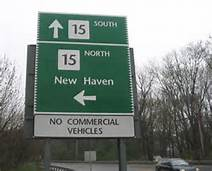 15 SOUTH
15 NORTH
New Haven
NO COMMERCIAL
VEHICLES